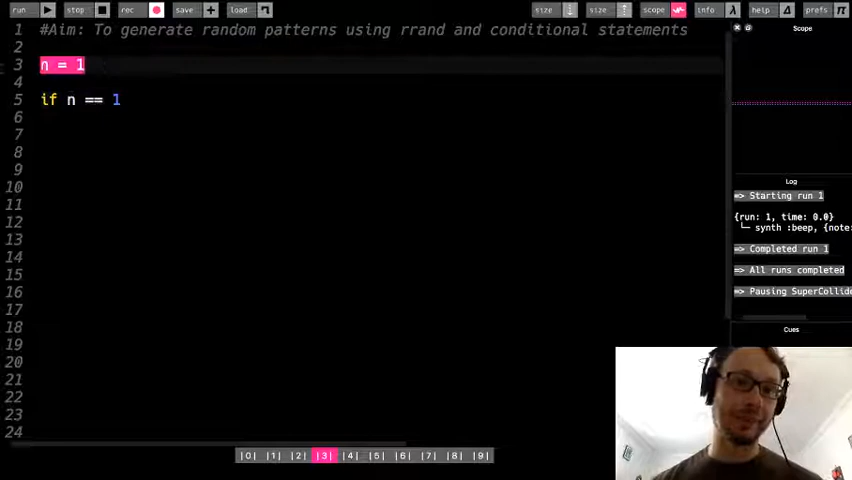 run stop rec save load size size scope info help prefs
1 #Aim: To generate random patterns using rrand and conditional statements
Scope
2
3 n = 1
4
5 if n == 1
6
7
8
9
10
11
12
13
14
15
16
17
18
19
20
21
22
23
24
Log
=> Starting run 1
{run: 1, time: 0.0}
synth :beep, {note:
=> Completed run 1
=> All runs completed
=> Pausing SuperCollide
Cues
|0| |1| |2| |3| |4| |5| |6| |7| |8| |9|